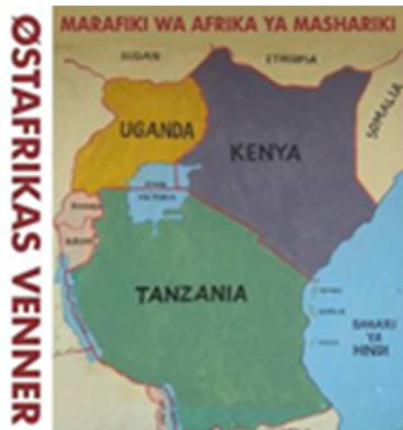 ØSTAFRIKAS VENNER
MARAFIKI WA AFRIKA YA MASHARIKI
SUDAN
ETHIOPIA
SOMALIA
UGANDA
KENYA
TANZANIA
BAHARI
YA
HINDI